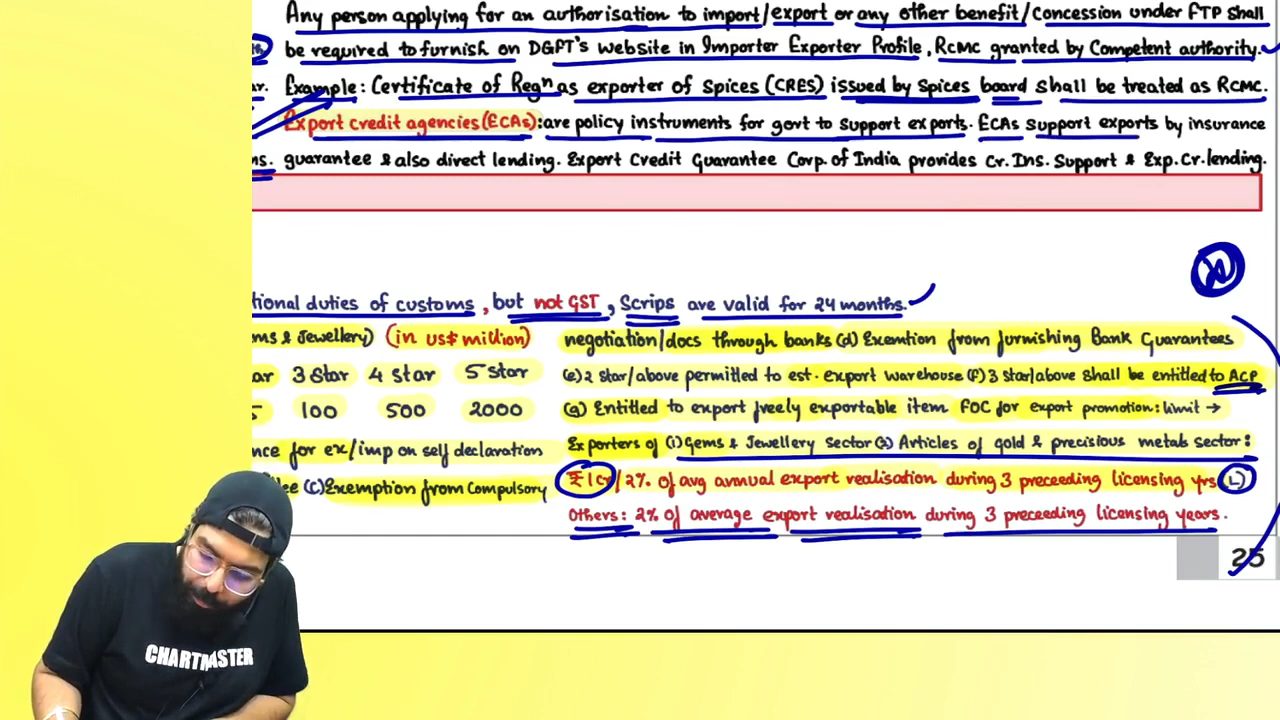 Any person applying for an authorisation to import/export or any other benefit/concession under FTP Shall
be required to furnish on DGFT's website in Importer Exporter Profile, RCMC granted by Competent authority.
ar. Example: Certificate of Regn as exporter of Spices (CRES) issued by Spices board Shall be treated as RCMC.
Export credit agencies(ECAs):are policy instruments for govt to support exports. ECAs support exports by insurance
ns. guarantee & also direct lending. Export Credit Guarantee Corp. of India provides Cr. Ins. Support & Exp.Cr.lending.
tional duties of customs, but not GST, Scrips are valid for 24 months.
ms & Jewellery) (in US$ million)
ar 3 Star 4 Star 5 Star
5 100 500 2000
nce for ex/imp on self declaration
ee (c)Exemption from Compulsory
negotiation/docs through banks (d) Exemtion from furnishing Bank Guarantees
(e)2 Star/above permitted to est. export warehouse (f) 3 star/above shall be entitled to ACP
(g) Entitled to export freely exportable item FOC for export promotion: limit →
Exporters of (1)Gems & Jewellery sector (2) Articles of gold & precious metals sector:
₹1Cr/2% of avg annual export realisation during 3 preceeding licensing yrs (L)
Others: 2% of average export realisation during 3 preceeding licensing years.
25
CHARTMASTER